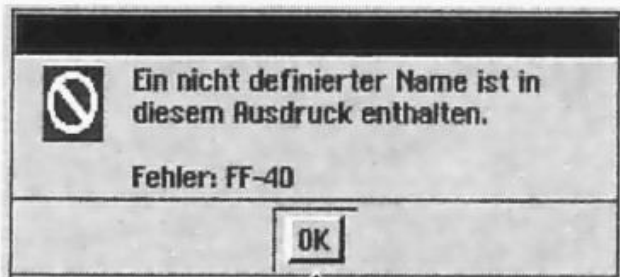 Ein nicht definierter Name ist in
diesem Ausdruck enthalten.
Fehler: FF-40
OK